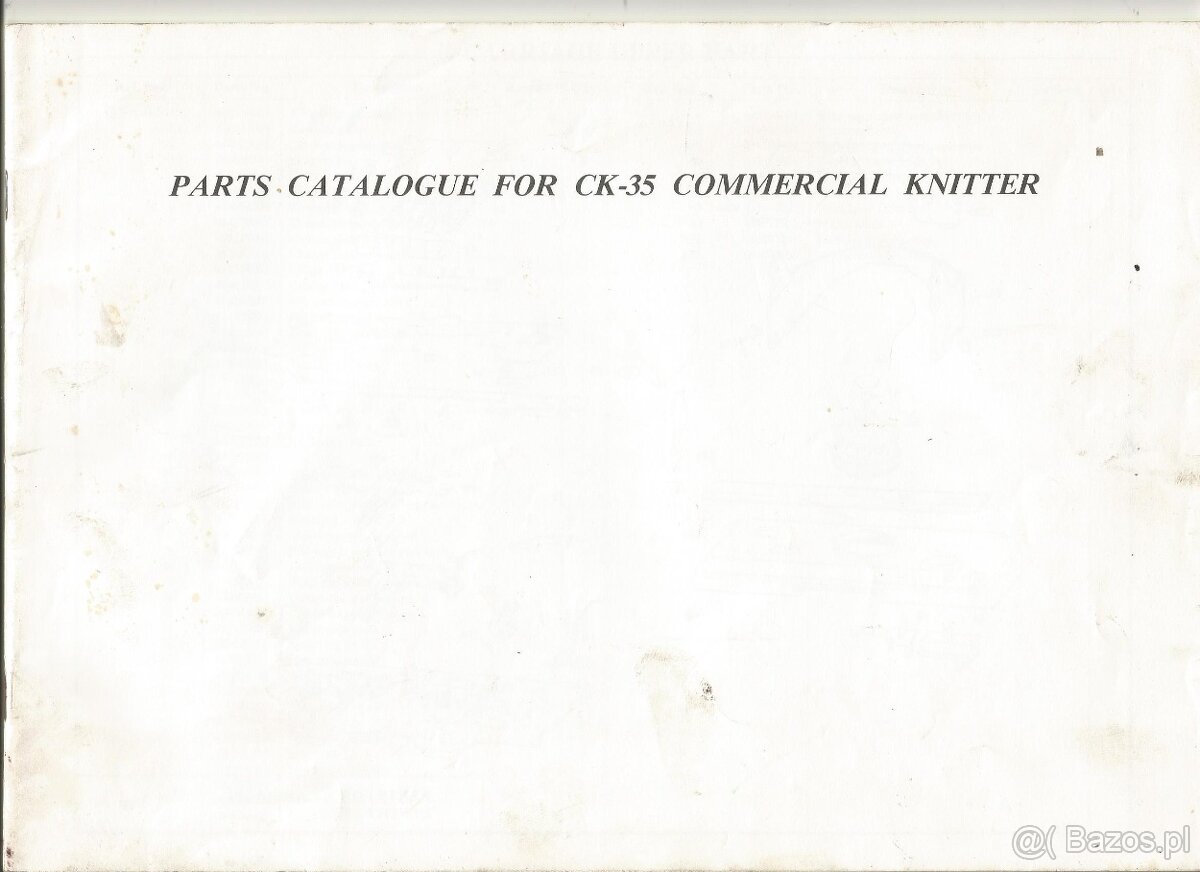 PARTS CATALOGUE FOR CK-35 COMMERCIAL KNITTER
@( Bazos.pl